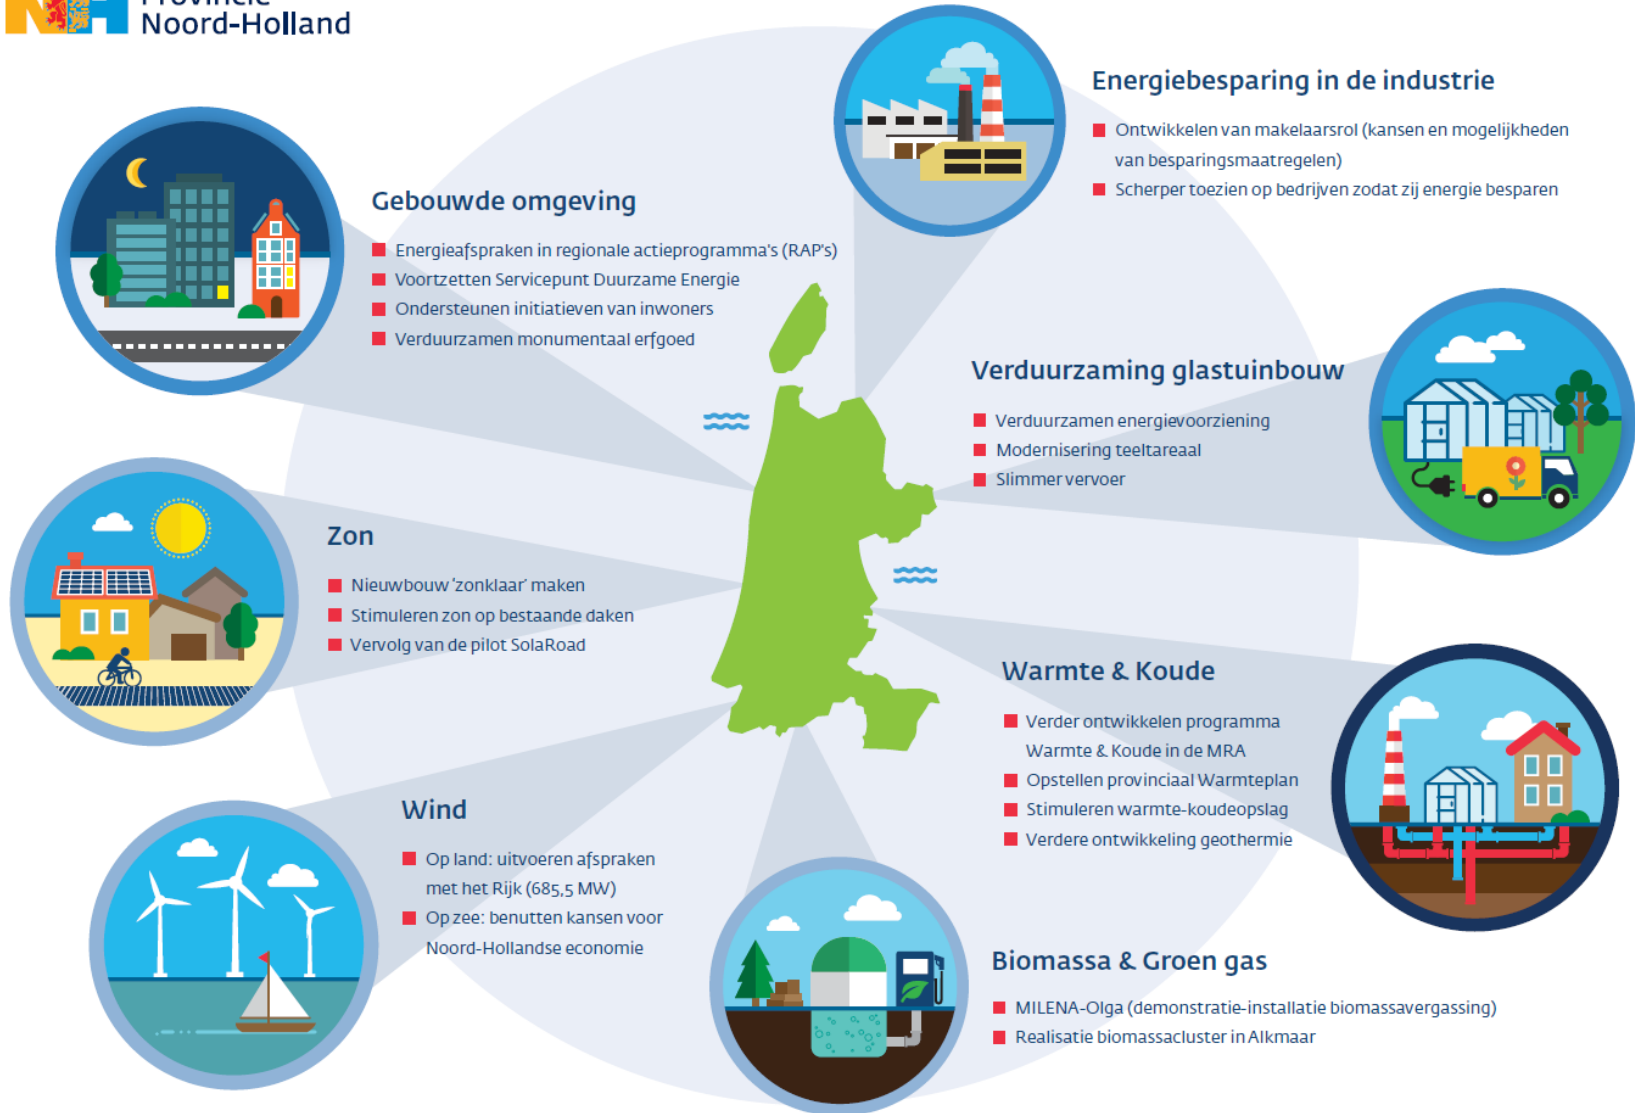 Provincie
Noord-Holland
Energiebesparing in de industrie
Ontwikkelen van makelaarsrol (kansen en mogelijkheden
van besparingsmaatregelen)
Scherper toezien op bedrijven zodat zij energie besparen
Gebouwde omgeving
Energieafspraken in regionale actieprogramma's (RAP's)
Voortzetten Servicepunt Duurzame Energie
Ondersteunen initiatieven van inwoners
Verduurzamen monumentaal erfgoed
Verduurzaming glastuinbouw
Verduurzamen energievoorziening
Modernisering teeltareaal
Slimmer vervoer
Zon
Nieuwbouw ‘zonklaar’ maken
Stimuleren zon op bestaande daken
Vervolg van de pilot SolaRoad
Warmte & Koude
Verder ontwikkelen programma
Warmte & Koude in de MRA
Opstellen provinciaal Warmteplan
Stimuleren warmte-koudeopslag
Verdere ontwikkeling geothermie
Wind
Op land: uitvoeren afspraken
met het Rijk (685,5 MW)
Op zee: benutten kansen voor
Noord-Hollandse economie
Biomassa & Groen gas
MILENA-Olga (demonstratie-installatie biomassavergassing)
Realisatie biomassacluster in Alkmaar